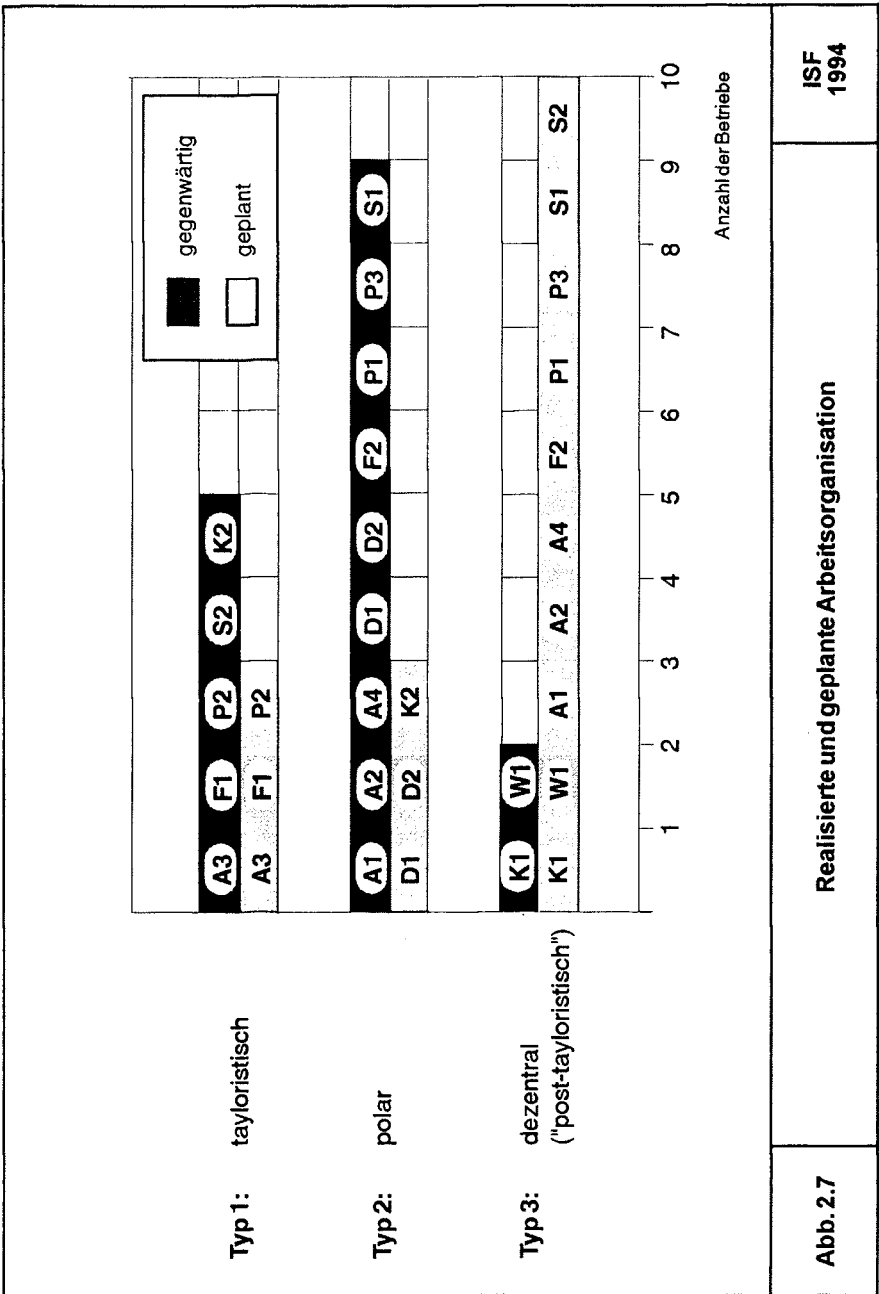 gegenwärtig
geplant
Typ 1: tayloristisch
A3 F1 P2 S2 K2
A3 F1 P2
Typ 2: polar
A1 A2 A4 D1 D2 F2 P1 P3 S1
D1 D2 K2
Typ 3: dezentral
("post-tayloristisch")
K1 W1
K1 W1 A1 A2 A4 F2 P1 P3 S1 S2
1 2 3 4 5 6 7 8 9 10
Anzahl der Betriebe
Abb. 2.7
Realisierte und geplante Arbeitsorganisation
ISF
1994